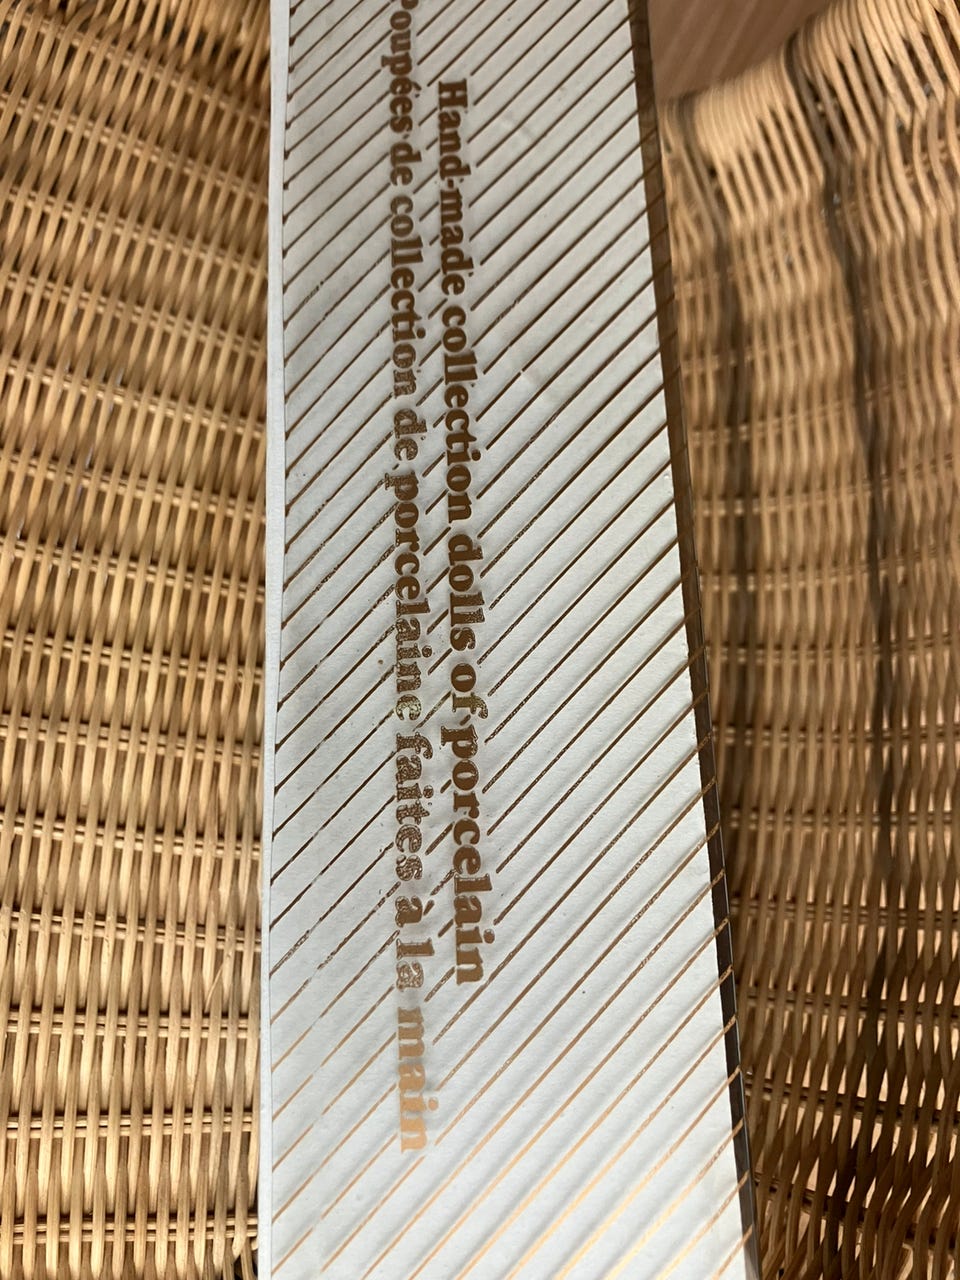 Hand-made collection dolls of porcelain
Poupées de collection de porcelaine faites à la main